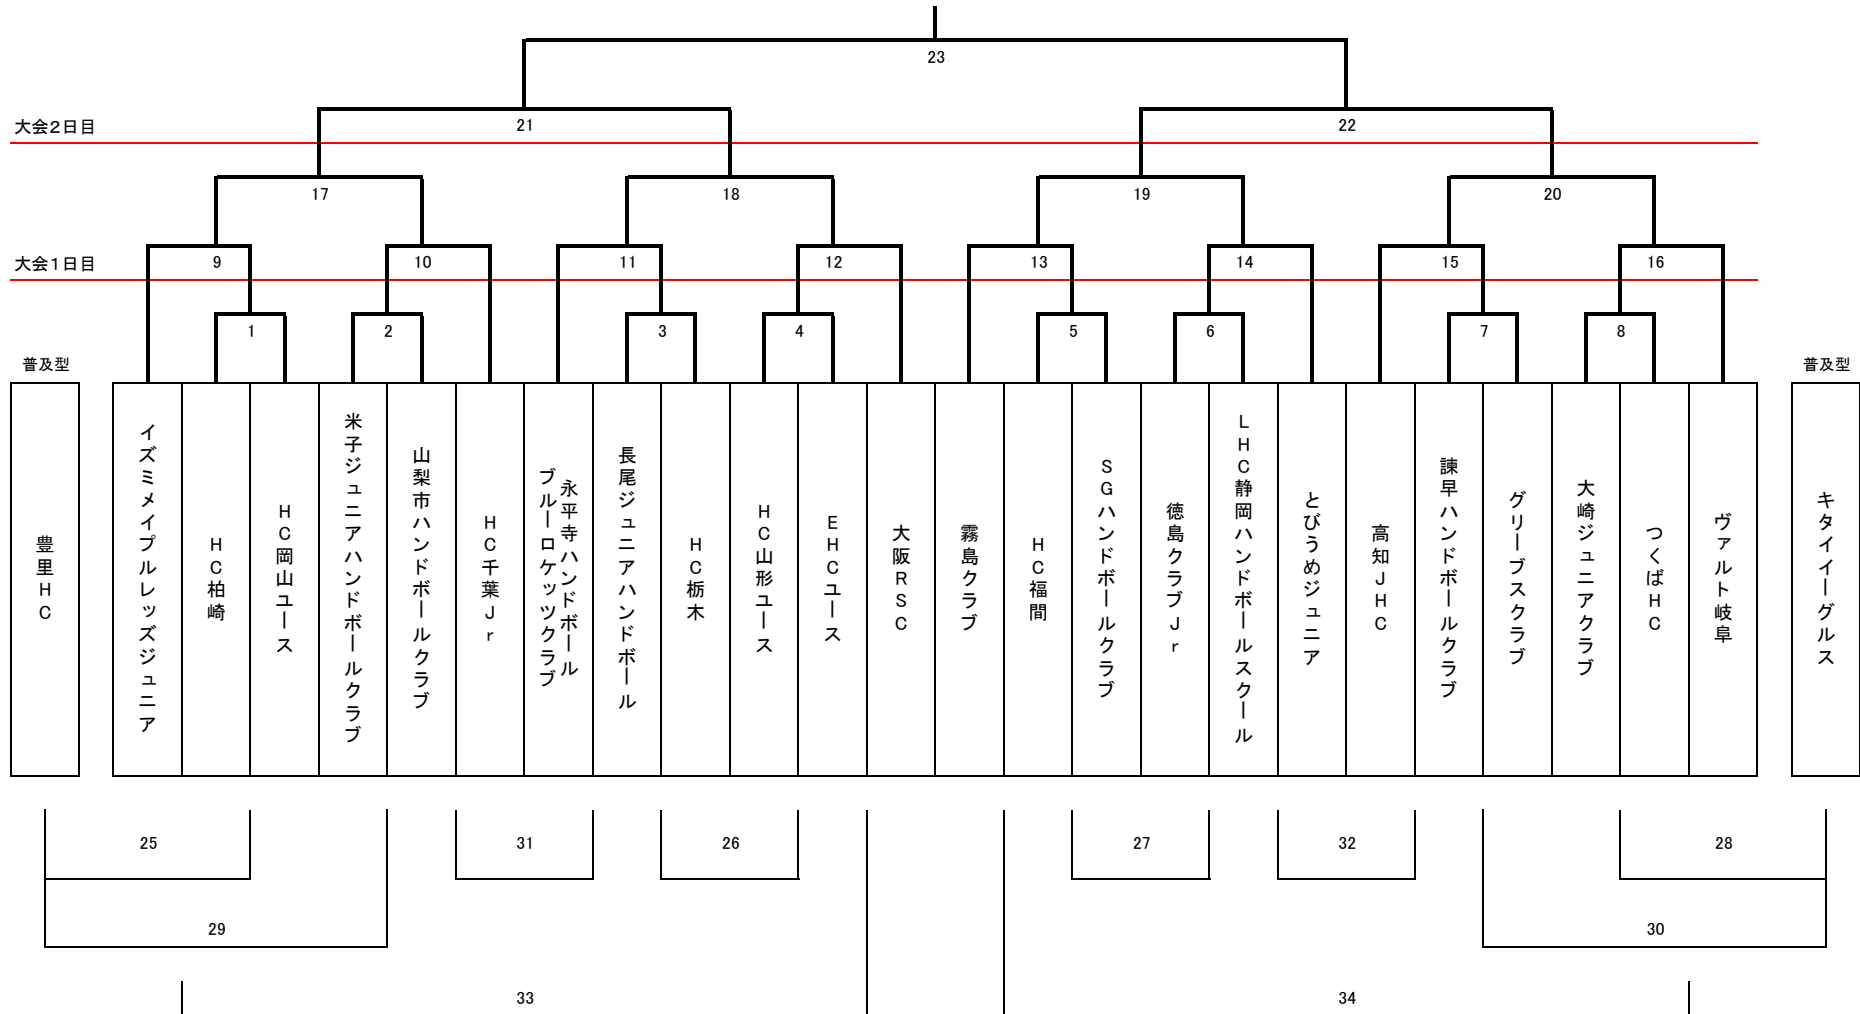 23
大会2日目
21
22
17
18
19
20
大会1日目
9
10
11
12
13
14
15
16
1
2
3
4
5
6
7
8
普及型
普及型
豊里HC
イズミメイプルレッズジュニア
HC柏崎
HC岡山ユース
米子ジュニアハンドボールクラブ
山梨市ハンドボールクラブ
HC千葉Jr
永平寺ハンドボール
ブルーロケッツクラブ
長尾ジュニアハンドボール
HC栃木
HC山形ユース
EHCユース
大阪RSC
霧島クラブ
HC福間
SGハンドボールクラブ
徳島クラブJr
LHC静岡ハンドボールスクール
とびうめジュニア
高知JHC
諫早ハンドボールクラブ
グリーブスクラブ
大崎ジュニアクラブ
つくばHC
ヴァルト岐阜
キタイイーグルス
25
31
26
27
32
28
29
30
33
34